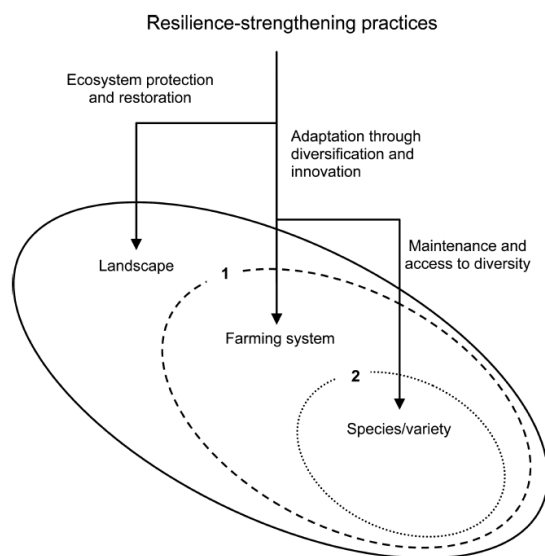 Resilience-strengthening practices
Ecosystem protection
and restoration
Adaptation through
diversification and
innovation
Maintenance and
access to diversity
Landscape
1
Farming system
2
Species/variety